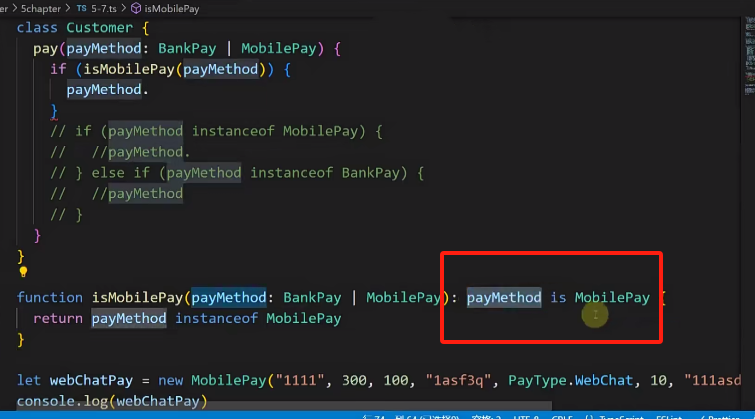 er > 5chapter > TS 5-7.ts > isMobilePay
class Customer {
pay(payMethod: BankPay | MobilePay) {
if (isMobilePay(payMethod)) {
payMethod.
}
// if (payMethod instanceof MobilePay) {
// //payMethod.
// } else if (payMethod instanceof BankPay) {
// //payMethod
// }
}
}
function isMobilePay(payMethod: BankPay | MobilePay): payMethod is MobilePay {
return payMethod instanceof MobilePay
}
let webChatPay = new MobilePay("1111", 300, 100, "1asf3q", PayType.WebChat, 10, "111asd
console.log(webChatPay)